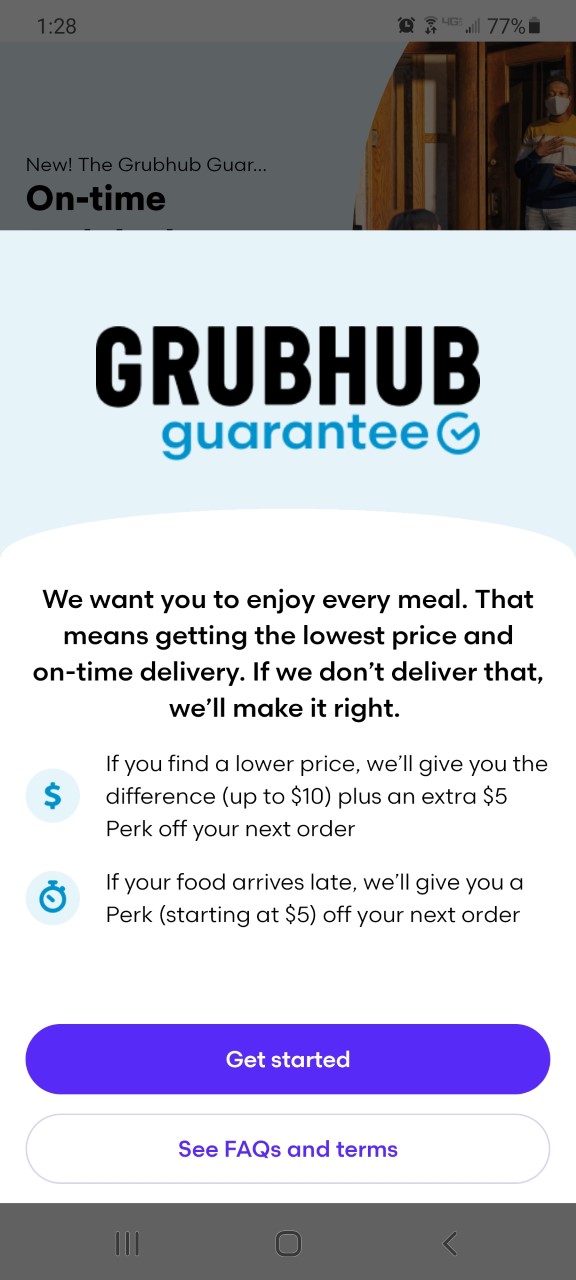 1:28
4GE 77%
New! The Grubhub Guar...
On-time
GRUBHUB
guarantee
We want you to enjoy every meal. That
means getting the lowest price and
on-time delivery. If we don’t deliver that,
we’ll make it right.
$ If you find a lower price, we’ll give you the
difference (up to $10) plus an extra $5
Perk off your next order
If your food arrives late, we’ll give you a
Perk (starting at $5) off your next order
Get started
See FAQs and terms